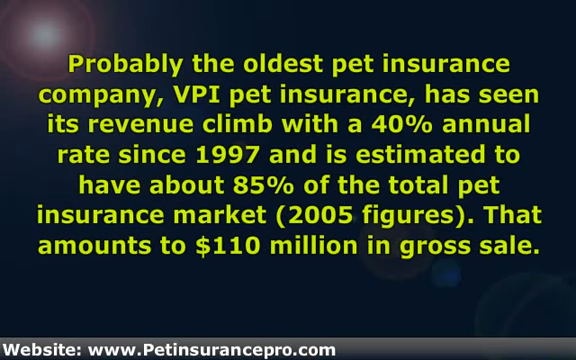 Probably the oldest pet insurance
company, VPI pet insurance, has seen
its revenue climb with a 40% annual
rate since 1997 and is estimated to
have about 85% of the total pet
insurance market (2005 figures). That
amounts to $110 million in gross sale.
Website: www.Petinsurancepro.com